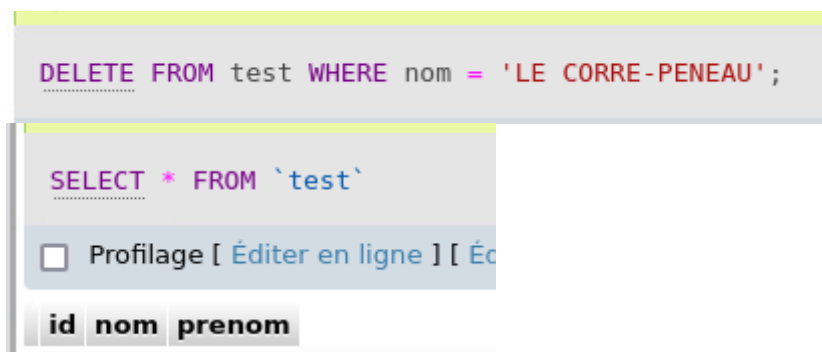 DELETE FROM test WHERE nom = 'LE CORRE-PENEAU';
SELECT * FROM `test`
Profilage [ Éditer en ligne ] [ Éd
id nom prenom